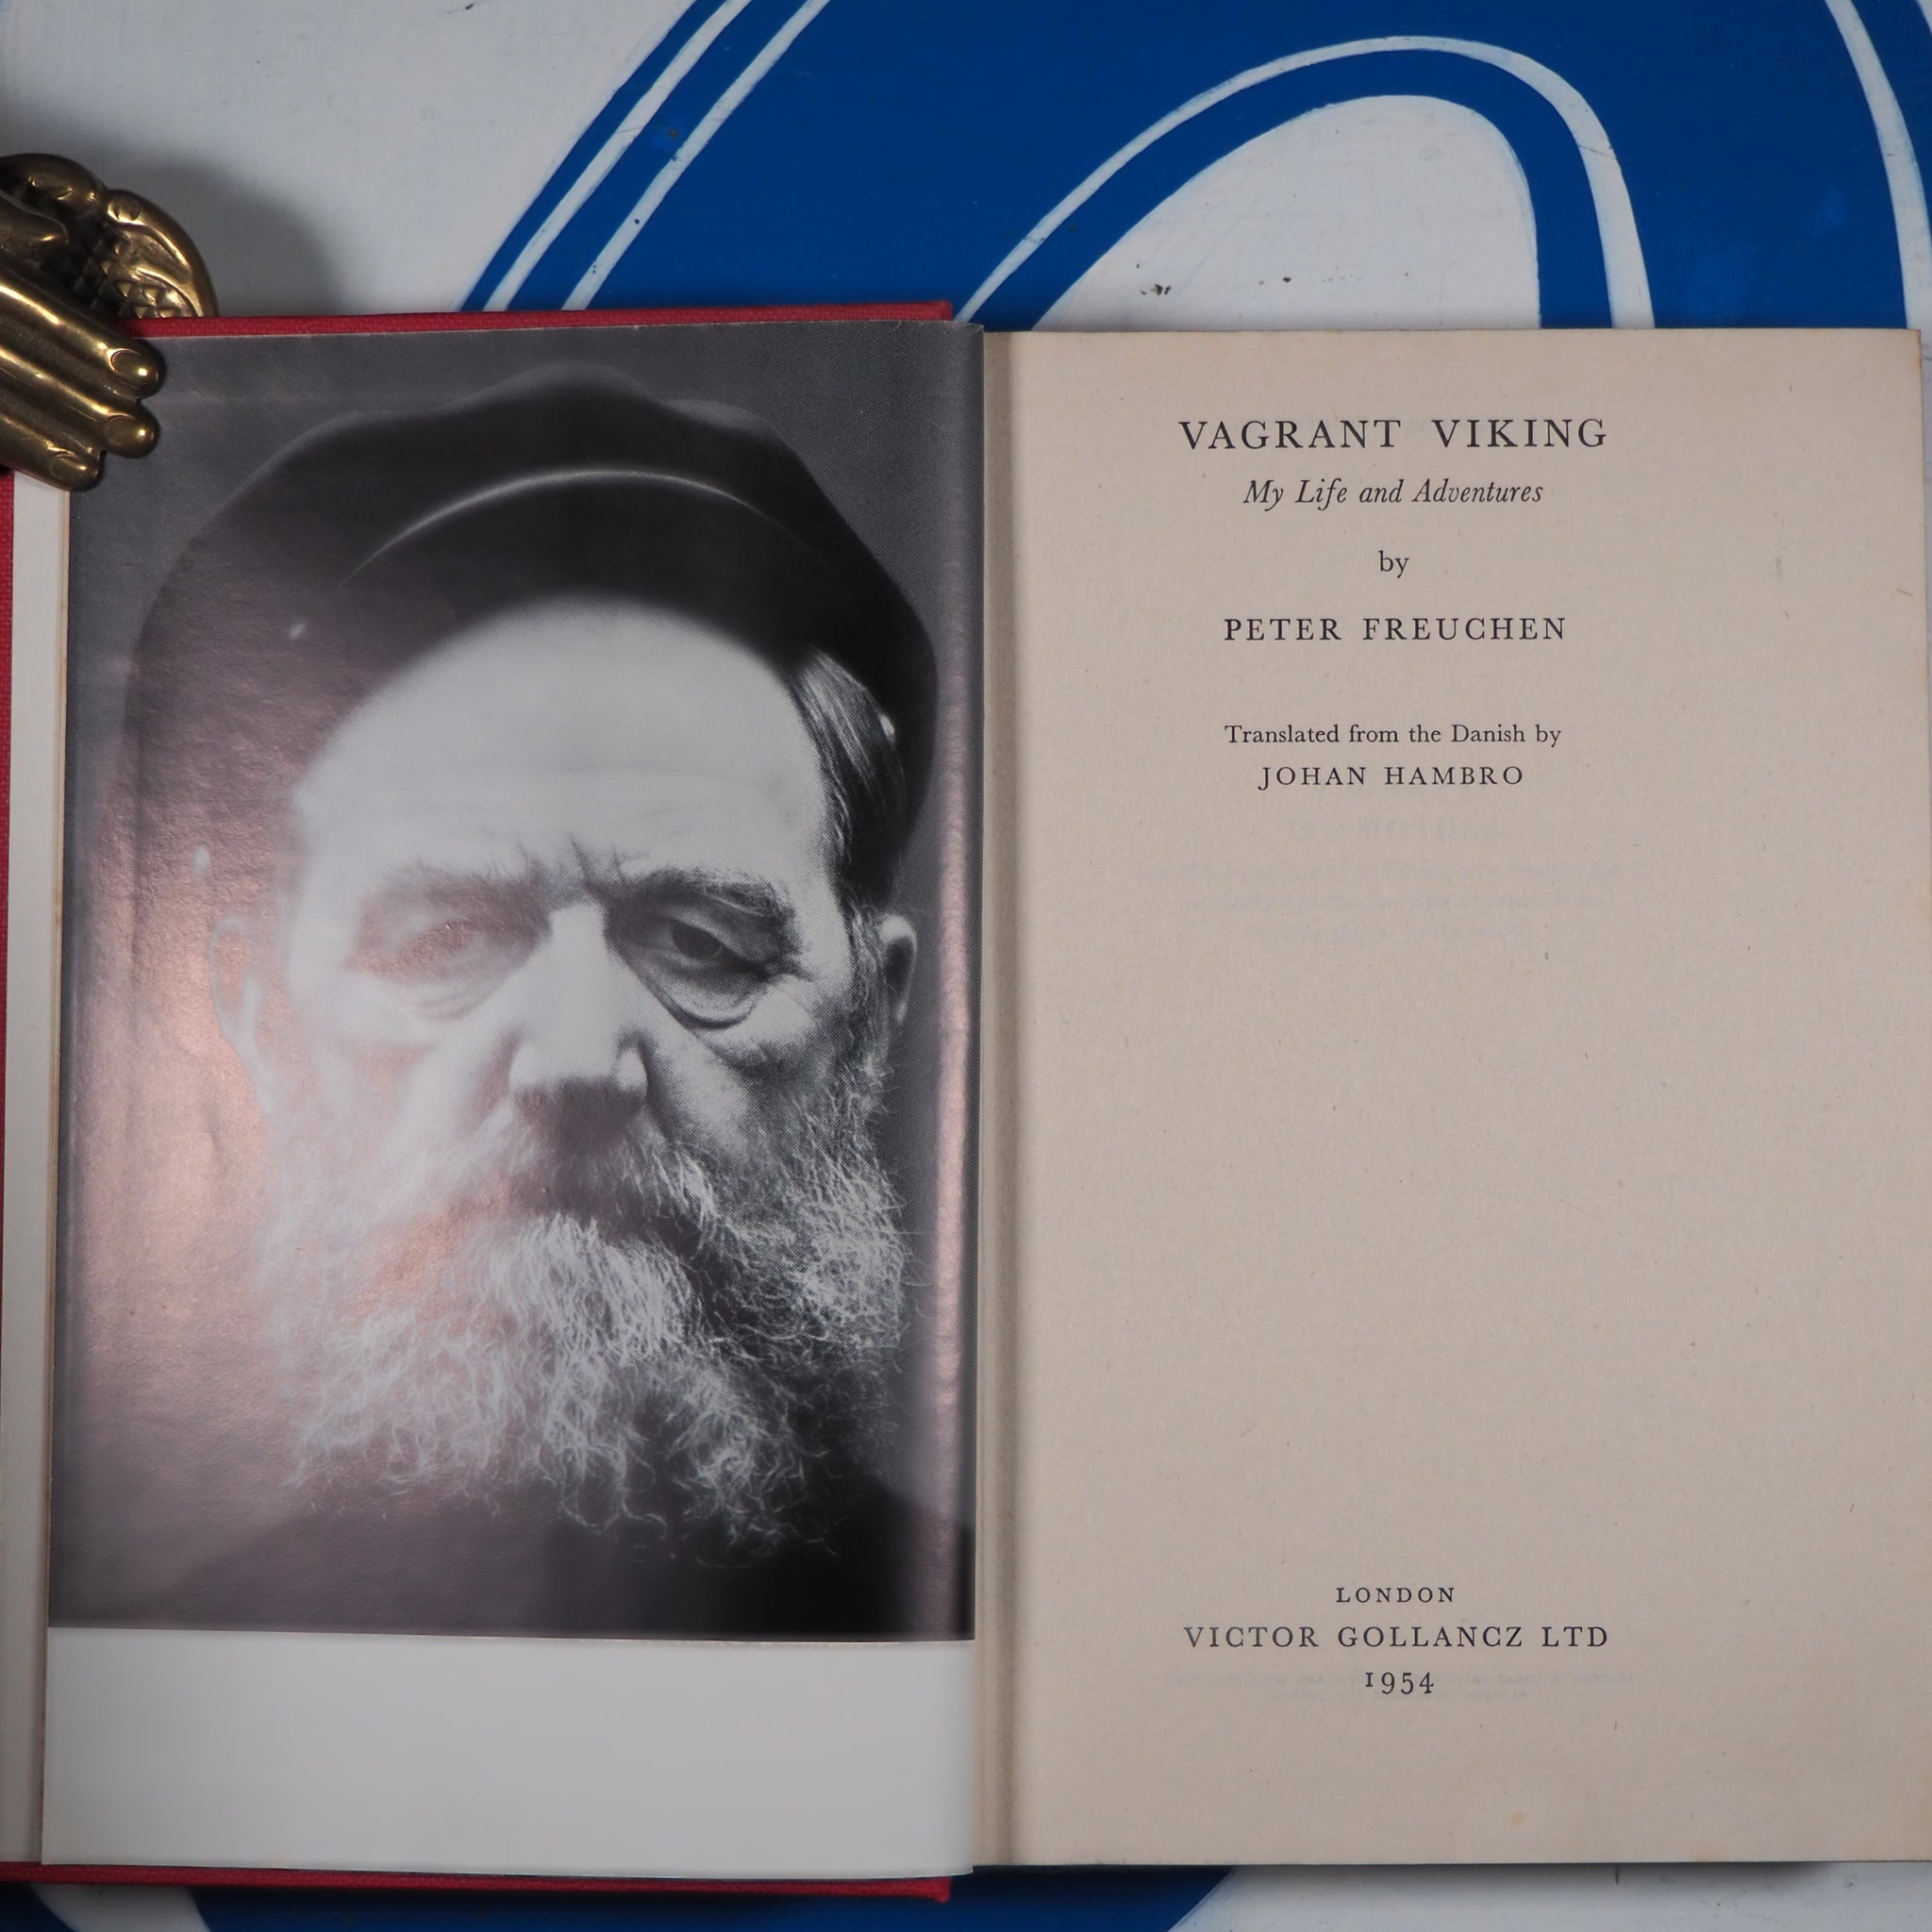 VAGRANT VIKING
My Life and Adventures
by
PETER FREUCHEN
Translated from the Danish by
JOHAN HAMBRO
LONDON
VICTOR GOLLANCZ LTD
1954